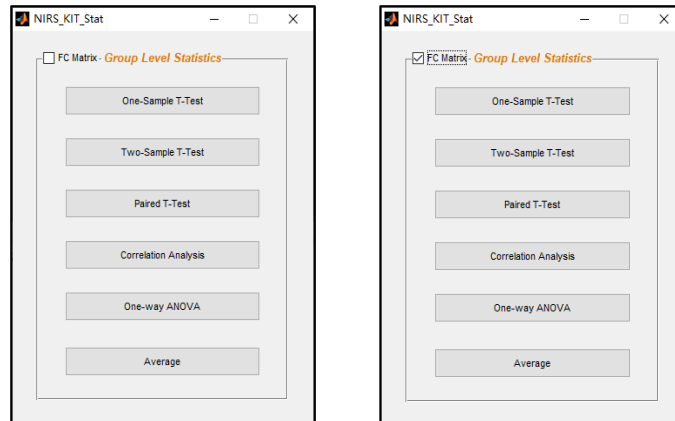 NIRS_KIT_Stat
FC Matrix - Group Level Statistics
One-Sample T-Test
Two-Sample T-Test
Paired T-Test
Correlation Analysis
One-way ANOVA
Average
NIRS_KIT_Stat
FC Matrix - Group Level Statistics
One-Sample T-Test
Two-Sample T-Test
Paired T-Test
Correlation Analysis
One-way ANOVA
Average